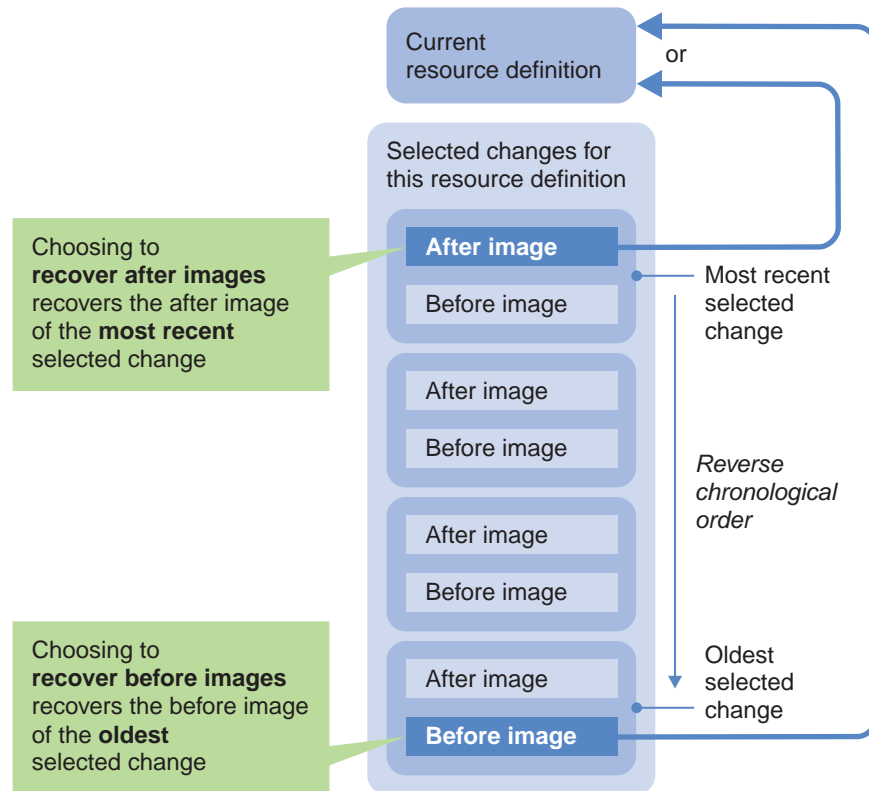 Current
resource definition
or
Selected changes for
this resource definition
Choosing to
recover after images
recovers the after image
of the most recent
selected change
After image
Before image
Most recent
selected
change
After image
Before image
Reverse
chronological
order
After image
Before image
Choosing to
recover before images
recovers the before image
of the oldest
selected change
After image
Before image
Oldest
selected
change